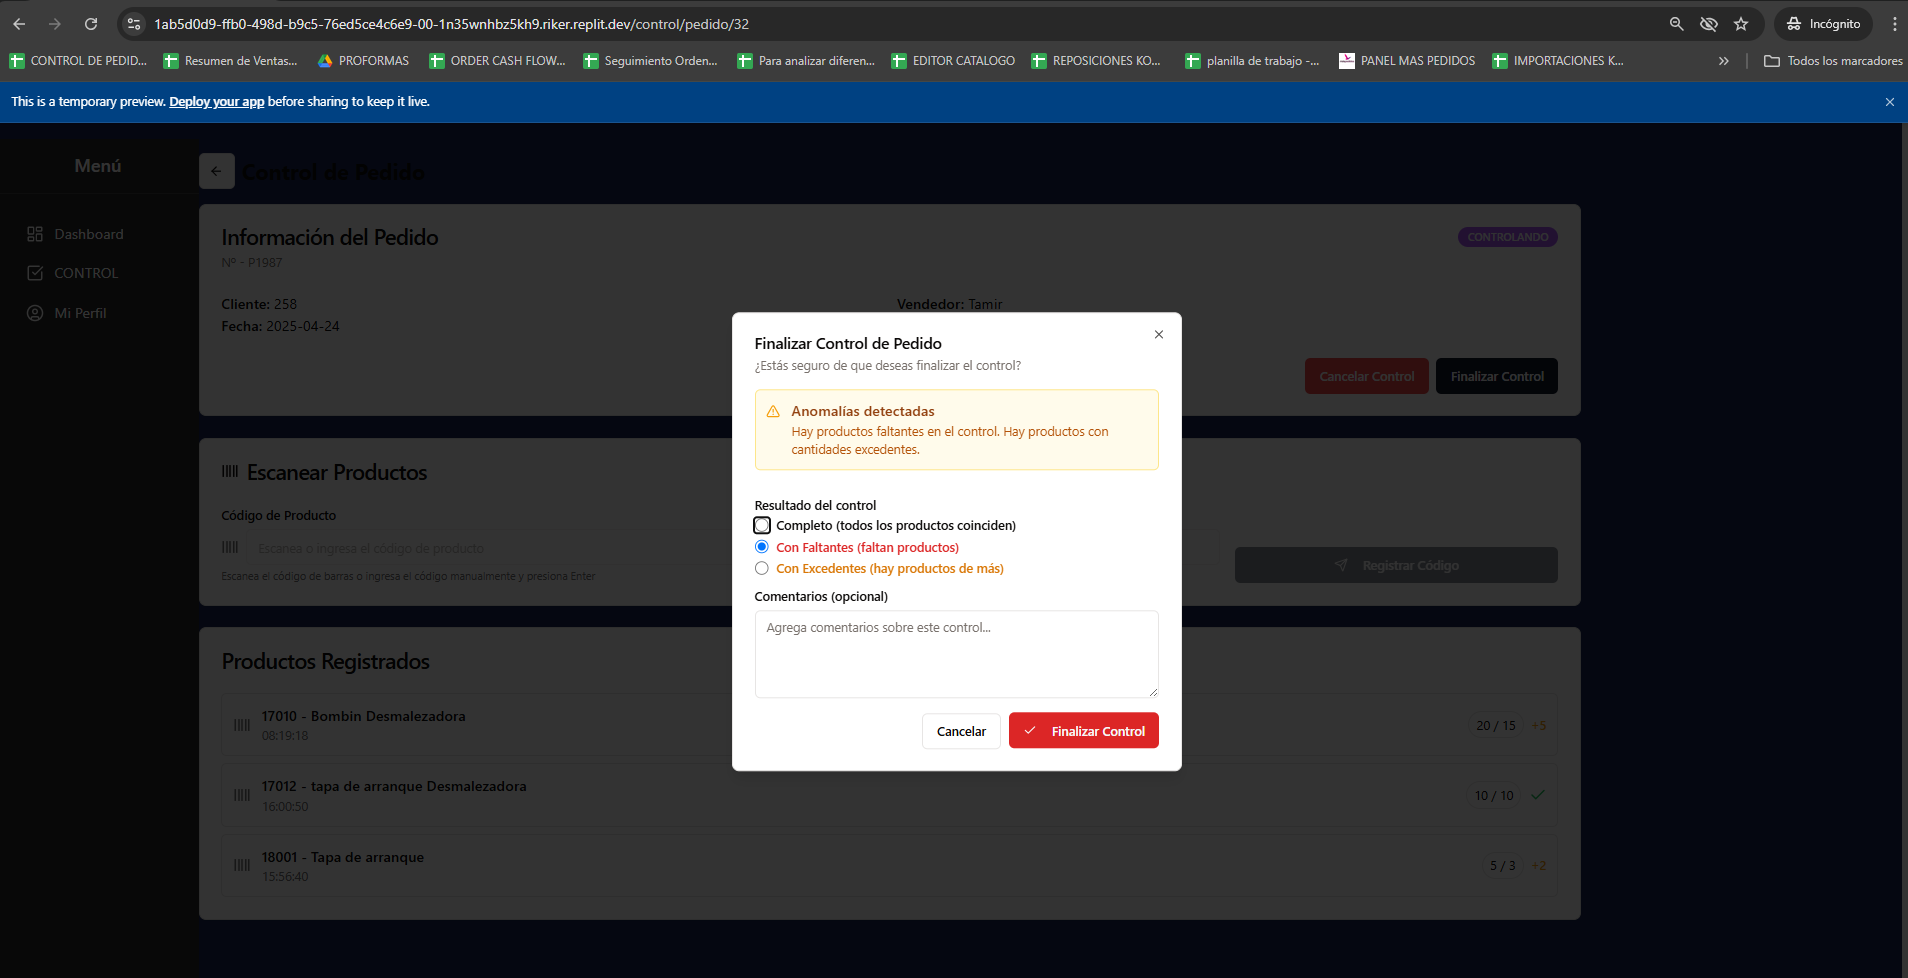 1ab5d0d9-ffb0-498d-b9c5-76ed5ce4c6e9-00-1n35wnhbz5kh9.riker.replit.dev/control/pedido/32
Incógnito
CONTROL DE PEDID...
Resumen de Ventas...
PROFORMAS
ORDER CASH FLOW...
Seguimiento Orden...
Para analizar diferen...
EDITOR CATALOGO
REPOSICIONES KO...
planilla de trabajo -...
PANEL MAS PEDIDOS
IMPORTACIONES K...
Todos los marcadores
This is a temporary preview. Deploy your app before sharing to keep it live.
Menú
Dashboard
CONTROL
Mi Perfil
Control de Pedido
Información del Pedido
CONTROLANDO
Nº - P1987
Cliente: 258
Vendedor: Tamir
Fecha: 2025-04-24
Cancelar Control
Finalizar Control
Escanear Productos
Código de Producto
Escanea o ingresa el código de producto
Escanea el código de barras o ingresa el código manualmente y presiona Enter
Registrar Código
Productos Registrados
17010 - Bombin Desmalezadora
08:19:18
20 / 15 +5
17012 - tapa de arranque Desmalezadora
16:00:50
10 / 10
18001 - Tapa de arranque
15:56:40
5 / 3 +2
Finalizar Control de Pedido
¿Estás seguro de que deseas finalizar el control?
Anomalías detectadas
Hay productos faltantes en el control. Hay productos con
cantidades excedentes.
Resultado del control
Completo (todos los productos coinciden)
Con Faltantes (faltan productos)
Con Excedentes (hay productos de más)
Comentarios (opcional)
Agrega comentarios sobre este control...
Cancelar
Finalizar Control